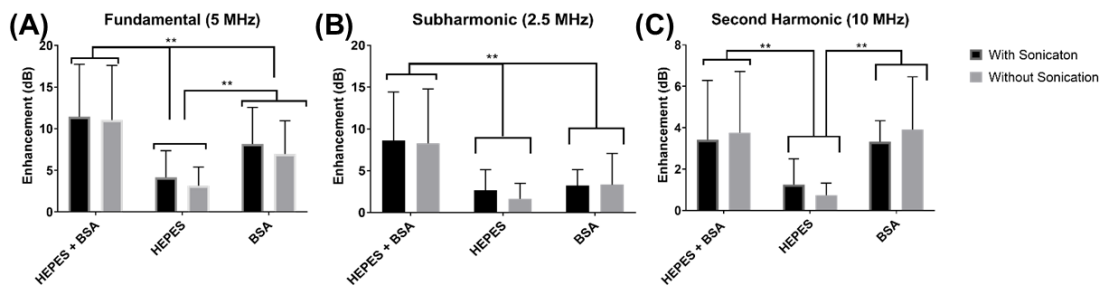 (A)
Fundamental (5 MHz)
Enhancement (dB)
20
15
10
5
0
**
**
HEPES + BSA
HEPES
BSA
(B)
Subharmonic (2.5 MHz)
Enhancement (dB)
20
15
10
5
0
**
HEPES + BSA
HEPES
BSA
(C)
Second Harmonic (10 MHz)
Enhancement (dB)
8
6
4
2
0
**
**
HEPES + BSA
HEPES
BSA
With Sonicaton
Without Sonication